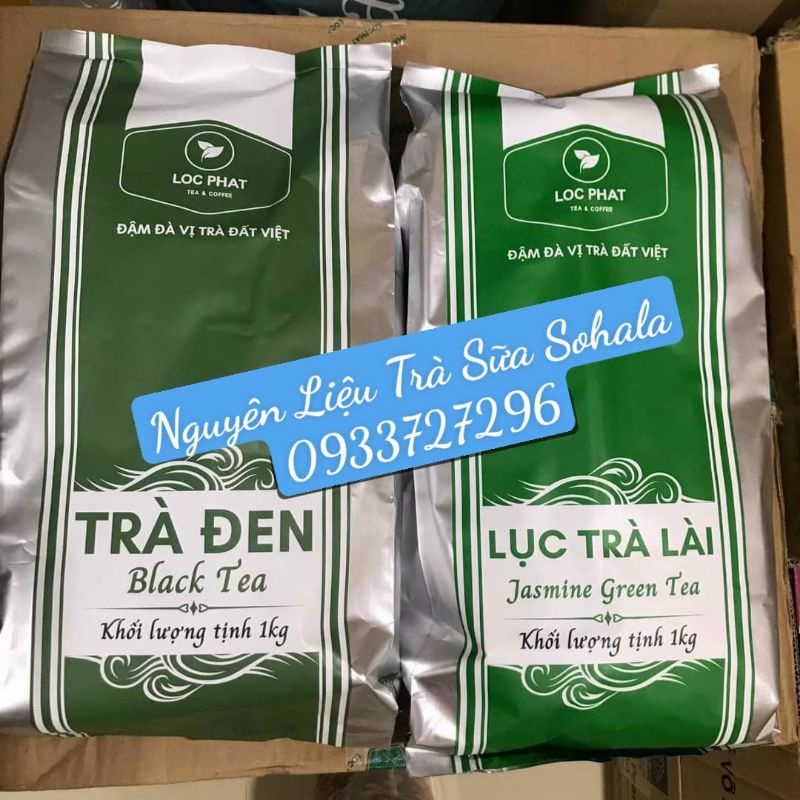 LOC PHAT
TEA & COFFEE
ĐẬM ĐÀ VỊ TRÀ ĐẤT VIỆT
TRÀ ĐEN
Black Tea
Khối lượng tịnh 1kg
LOC PHAT
TEA & COFFEE
ĐẬM ĐÀ VỊ TRÀ ĐẤT VIỆT
LỤC TRÀ LÀI
Jasmine Green Tea
Khối lượng tịnh 1kg
Nguyên Liệu Trà Sữa Sohala
0933727296